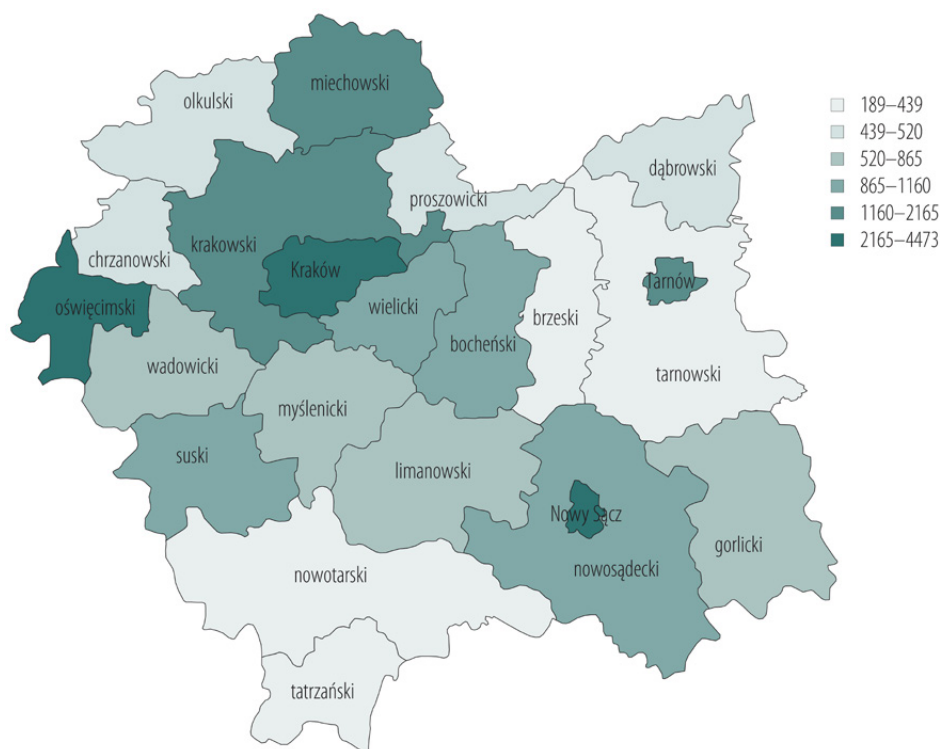 miechowski
olkulski
189–439
439–520
520–865
865–1160
1160–2165
2165–4473
dąbrowski
proszowicki
krakowski
chrzanowski
Kraków
Tarnów
oświęcimski
wielicki
brzeski
bocheński
wadowicki
tarnowski
myślenicki
suski
limanowski
Nowy Sącz
gorlicki
nowotarski
nowosądecki
tatrzański